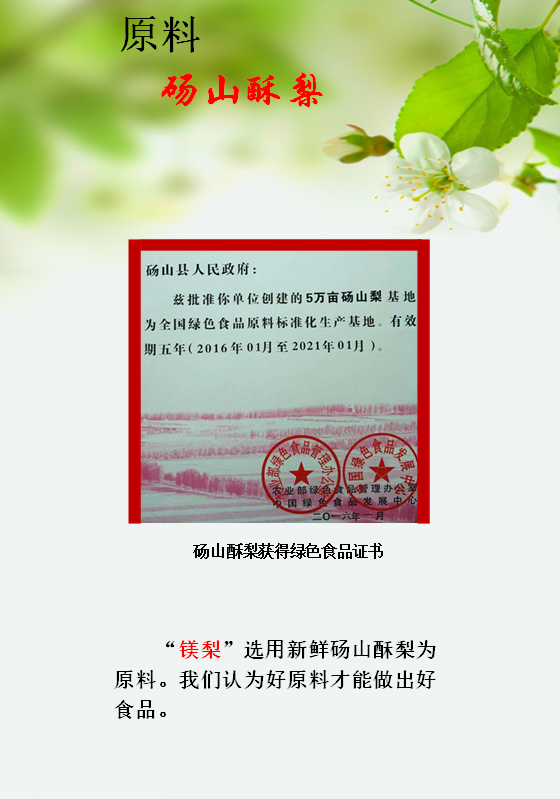 原料
砀山酥梨
砀山县人民政府：
兹批准你单位创建的5万亩砀山梨基地
为全国绿色食品原料标准化生产基地。有效
期五年(2016年01月至2021年01月)。
农业部绿色食品管理办公室
中国绿色食品发展中心
二〇一六年一月
砀山酥梨获得绿色食品证书
“镁梨”选用新鲜砀山酥梨为
原料。我们认为好原料才能做出好
食品。